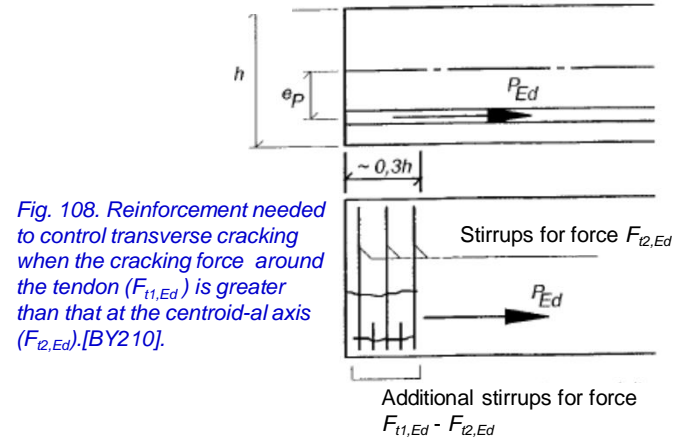 h
e_P
P_Ed
~ 0,3h
Fig. 108. Reinforcement needed
to control transverse cracking
when the cracking force around
the tendon (F_t1,Ed ) is greater
than that at the centroid-al axis
(F_t2,Ed).[BY210].
Stirrups for force F_t2,Ed
P_Ed
Additional stirrups for force
F_t1,Ed - F_t2,Ed